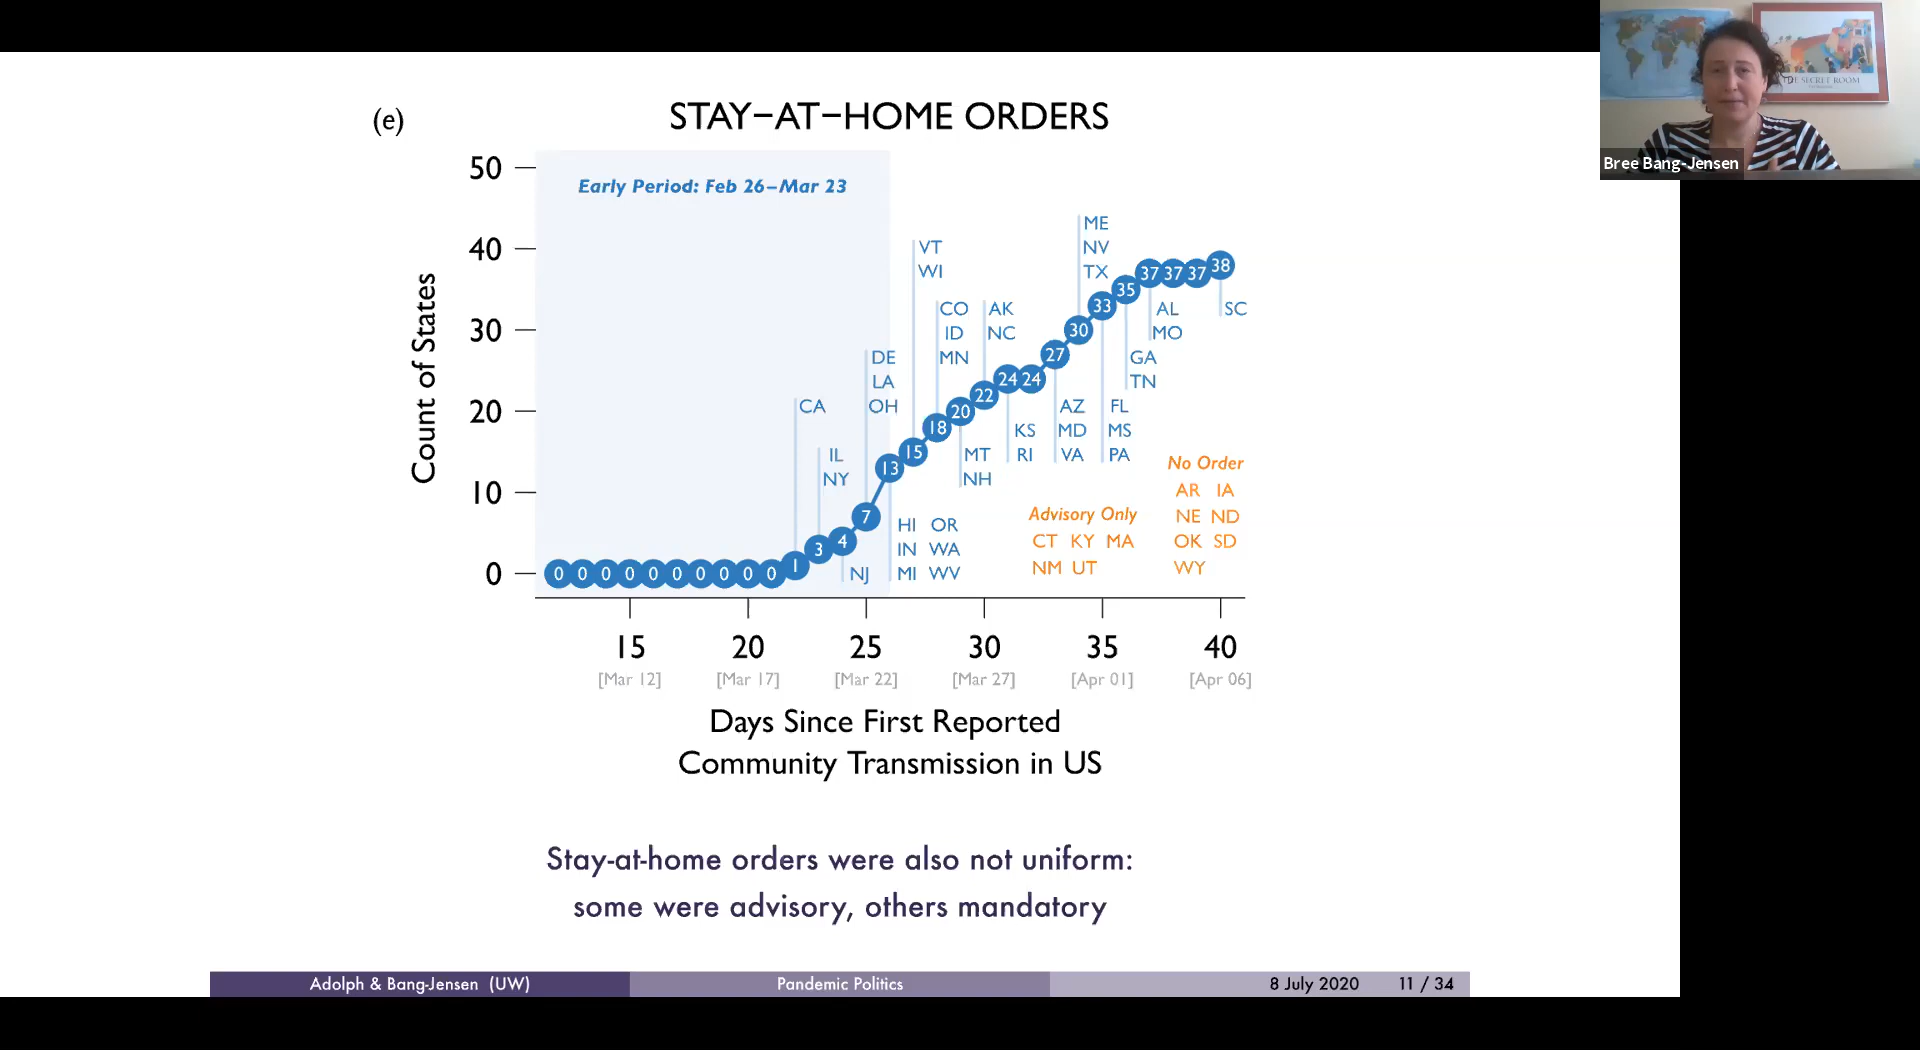 (e)
STAY-AT-HOME ORDERS
Early Period: Feb 26–Mar 23
50
40
30
20
10
0
Count of States
0 0 0 0 0 0 0 0 0 0 1 3 4 7 13 15 18 20 22 24 24 27 30 33 35 37 37 37 38
CA
IL
NY
NJ
DE
LA
OH
HI OR
IN WA
MI WV
VT
WI
CO
ID
MN
MT
NH
AK
NC
KS
RI
AZ
MD
VA
ME
NV
TX
FL
MS
PA
GA
TN
AL
MO
SC
Advisory Only
CT KY MA
NM UT
No Order
AR IA
NE ND
OK SD
WY
15 20 25 30 35 40
[Mar 12] [Mar 17] [Mar 22] [Mar 27] [Apr 01] [Apr 06]
Days Since First Reported
Community Transmission in US
Stay-at-home orders were also not uniform:
some were advisory, others mandatory
Adolph & Bang-Jensen (UW) Pandemic Politics 8 July 2020 11 / 34
SECRET ROOM
Bree Bang-Jensen